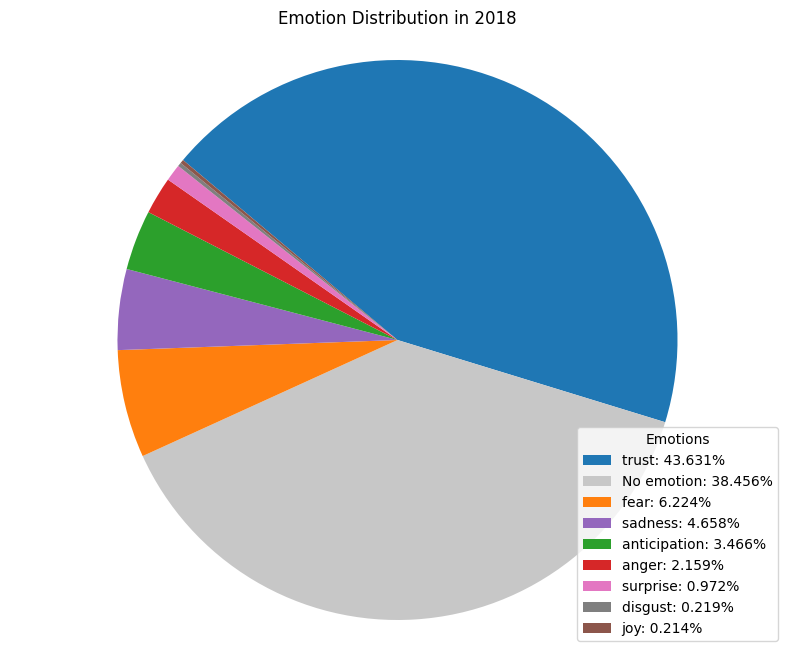 Emotion Distribution in 2018
Emotions
trust: 43.631%
No emotion: 38.456%
fear: 6.224%
sadness: 4.658%
anticipation: 3.466%
anger: 2.159%
surprise: 0.972%
disgust: 0.219%
joy: 0.214%